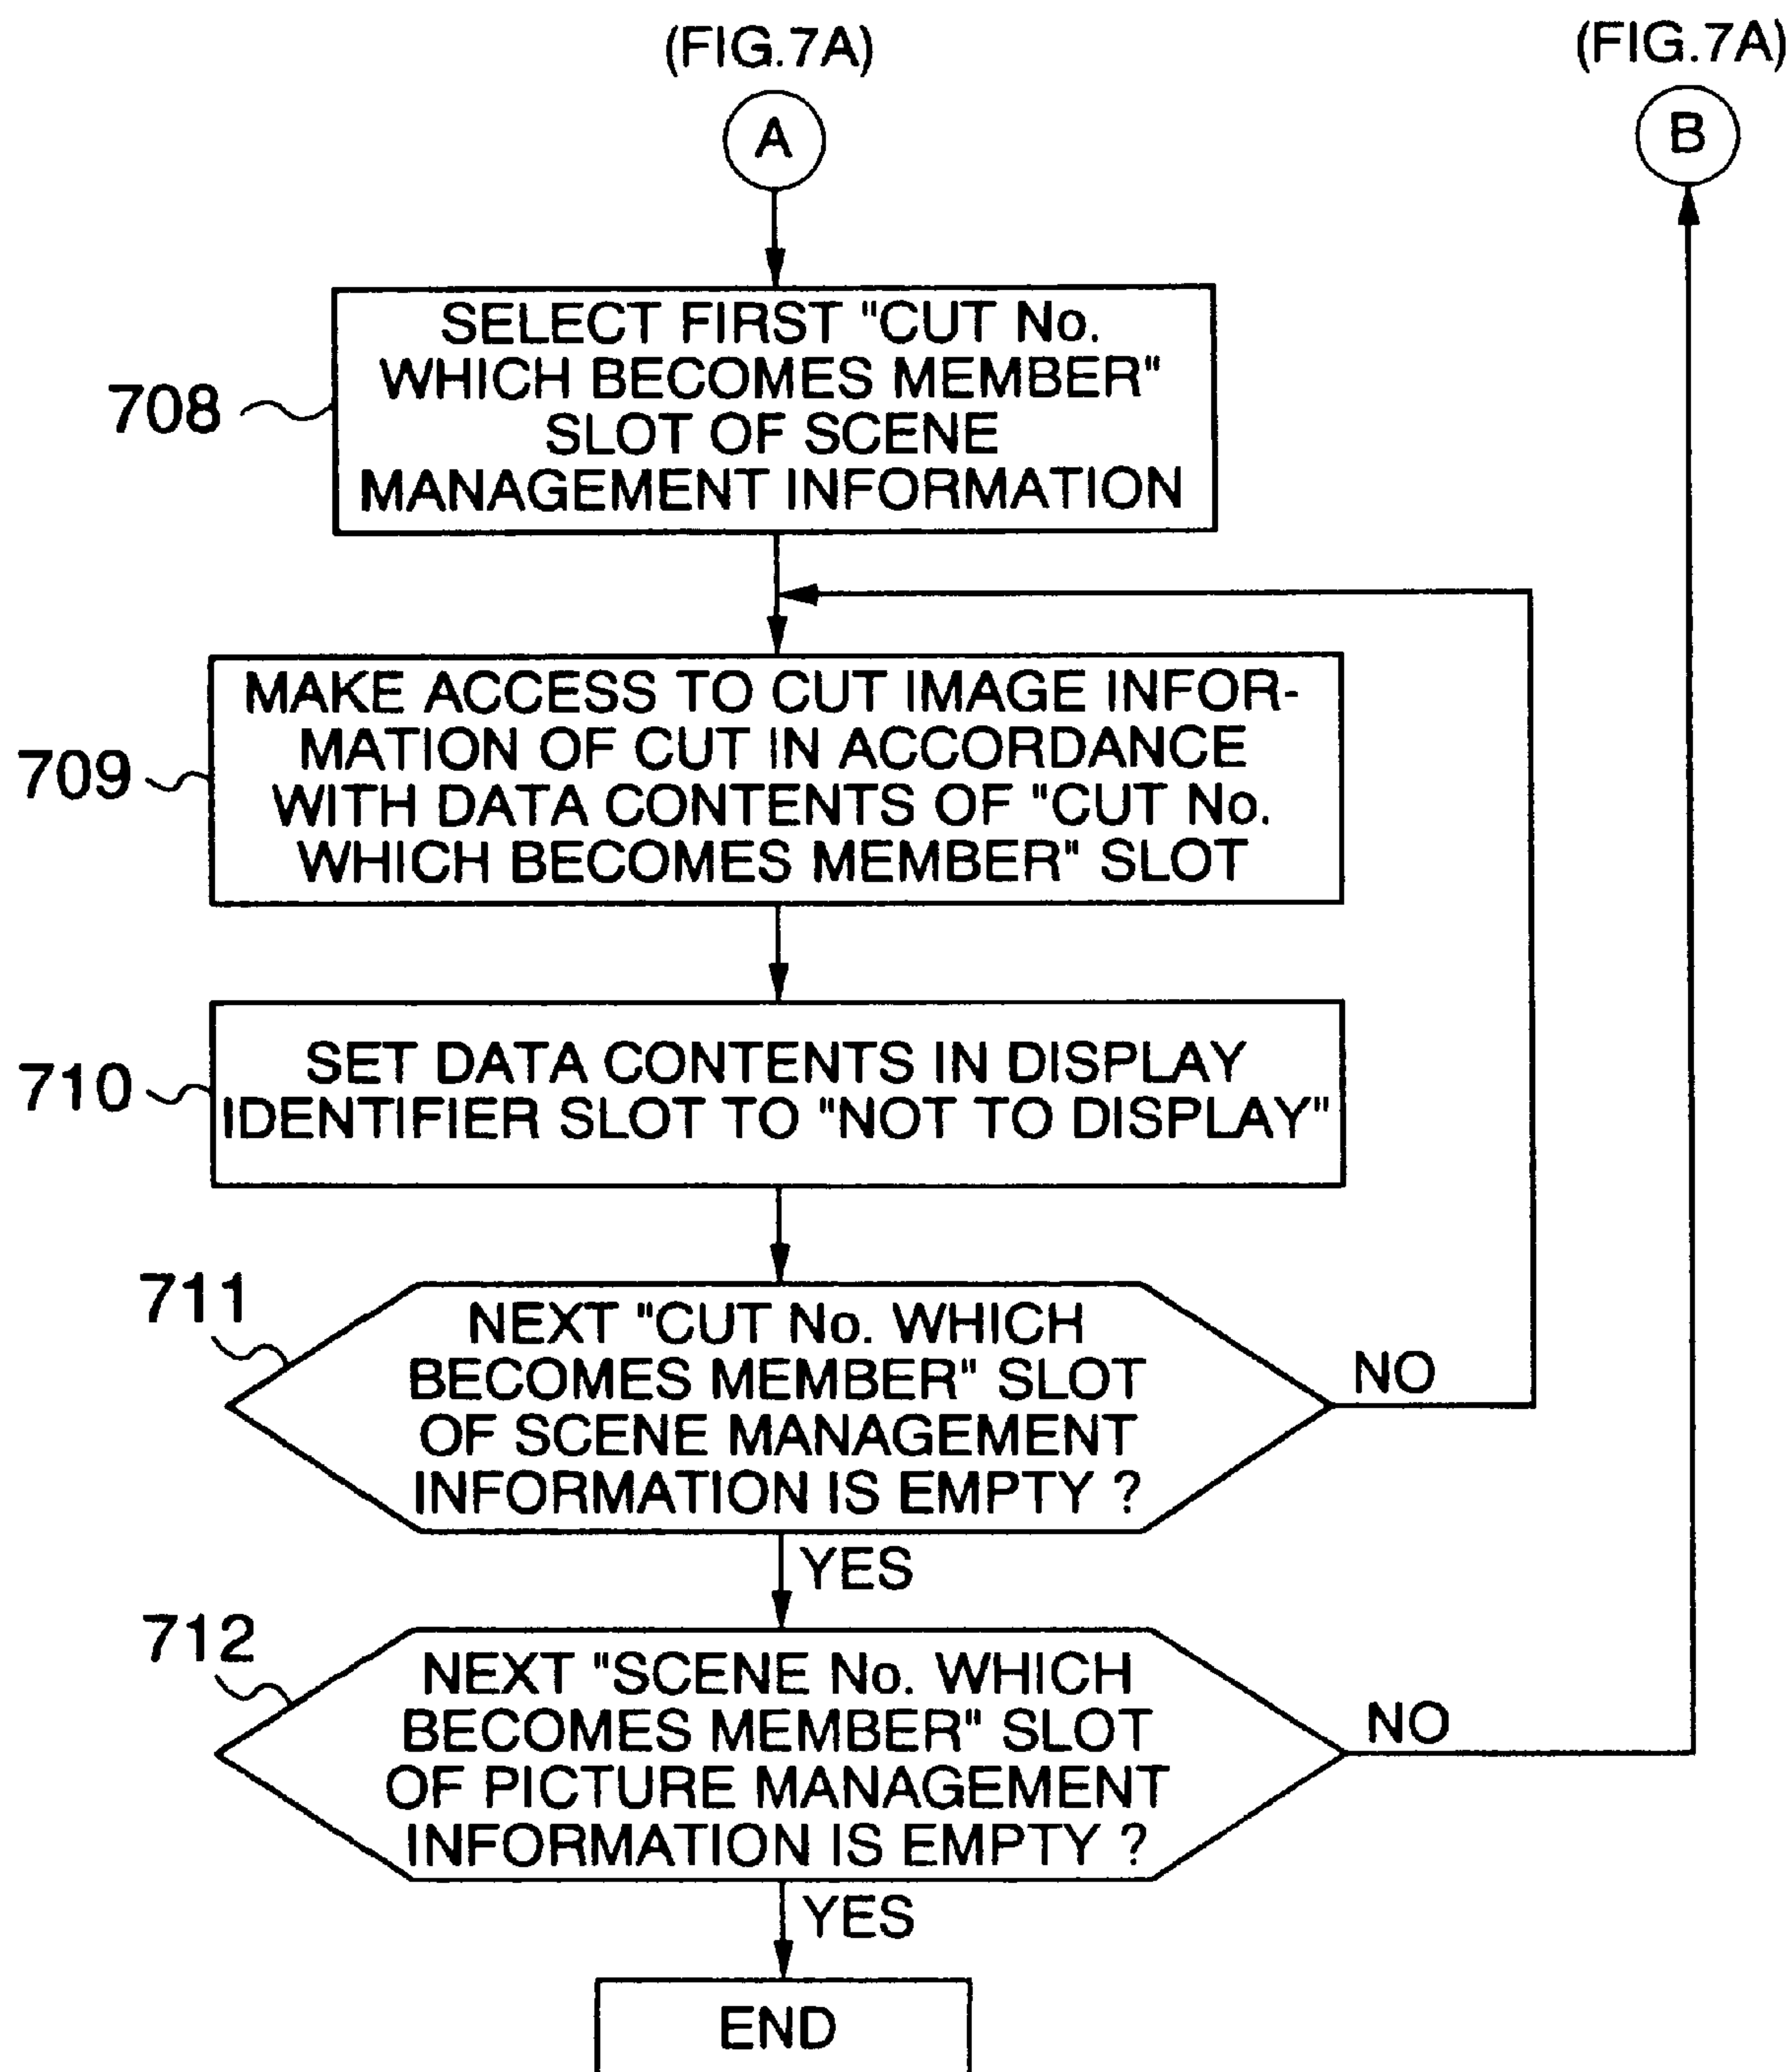 (FIG.7A)
(FIG.7A)
A
B
SELECT FIRST "CUT No.
WHICH BECOMES MEMBER"
SLOT OF SCENE
MANAGEMENT INFORMATION
708
MAKE ACCESS TO CUT IMAGE INFOR-
MATION OF CUT IN ACCORDANCE
WITH DATA CONTENTS OF "CUT No.
WHICH BECOMES MEMBER" SLOT
709
SET DATA CONTENTS IN DISPLAY
IDENTIFIER SLOT TO "NOT TO DISPLAY"
710
711
NEXT "CUT No. WHICH
BECOMES MEMBER" SLOT
OF SCENE MANAGEMENT
INFORMATION IS EMPTY ?
NO
YES
712
NEXT "SCENE No. WHICH
BECOMES MEMBER" SLOT
OF PICTURE MANAGEMENT
INFORMATION IS EMPTY ?
NO
YES
END